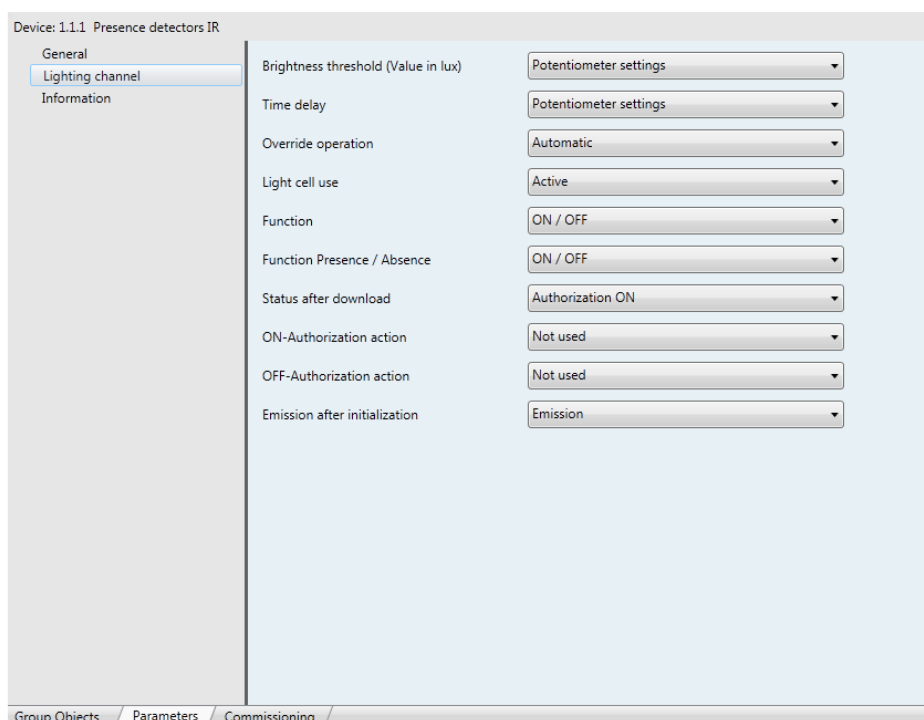 Device: 1.1.1 Presence detectors IR
General
Lighting channel
Information
Brightness threshold (Value in lux) Potentiometer settings
Time delay Potentiometer settings
Override operation Automatic
Light cell use Active
Function ON / OFF
Function Presence / Absence ON / OFF
Status after download Authorization ON
ON-Authorization action Not used
OFF-Authorization action Not used
Emission after initialization Emission
Group Objects Parameters Commissioning